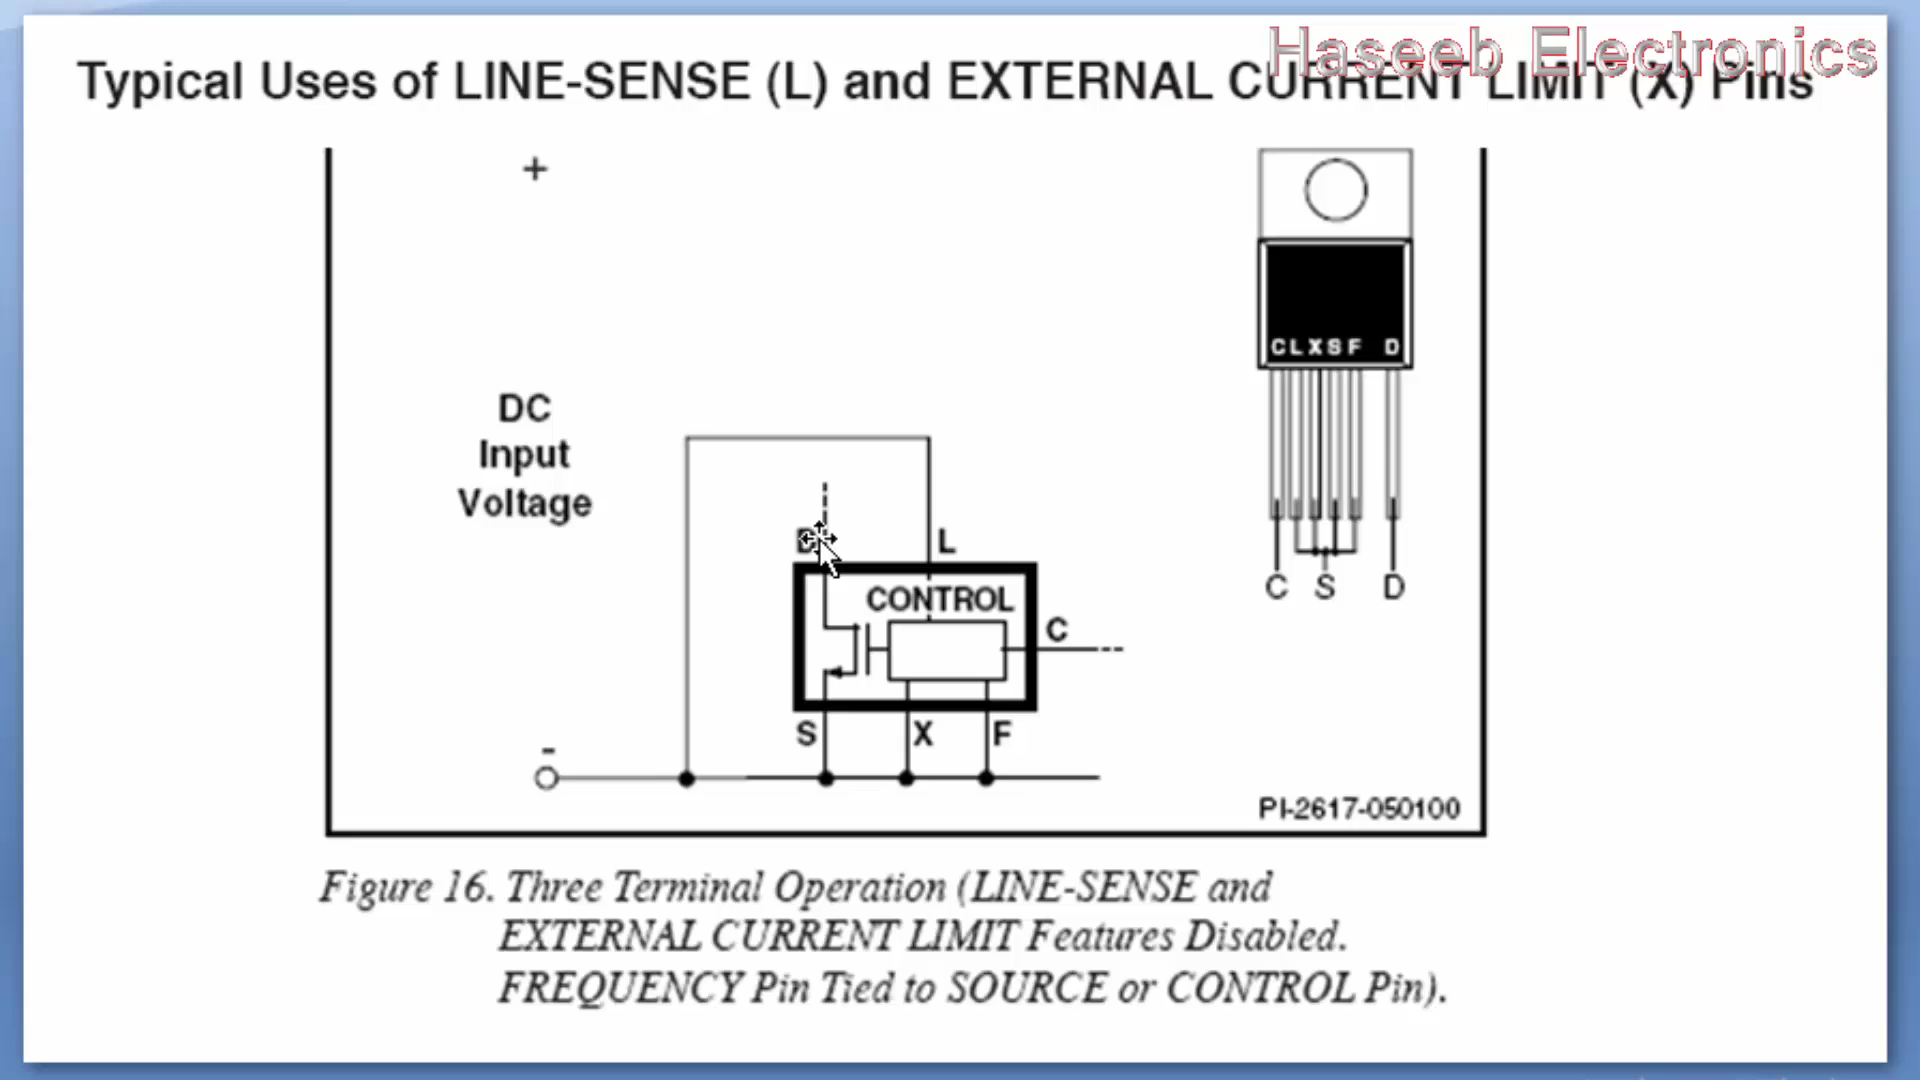 Haseeb Electronics
Typical Uses of LINE-SENSE (L) and EXTERNAL CURRENT LIMIT (X) Pins
+
DC
Input
Voltage
C L X S F D
D L
CONTROL
C S D
C
S X F
-
PI-2617-050100
Figure 16. Three Terminal Operation (LINE-SENSE and
EXTERNAL CURRENT LIMIT Features Disabled.
FREQUENCY Pin Tied to SOURCE or CONTROL Pin).